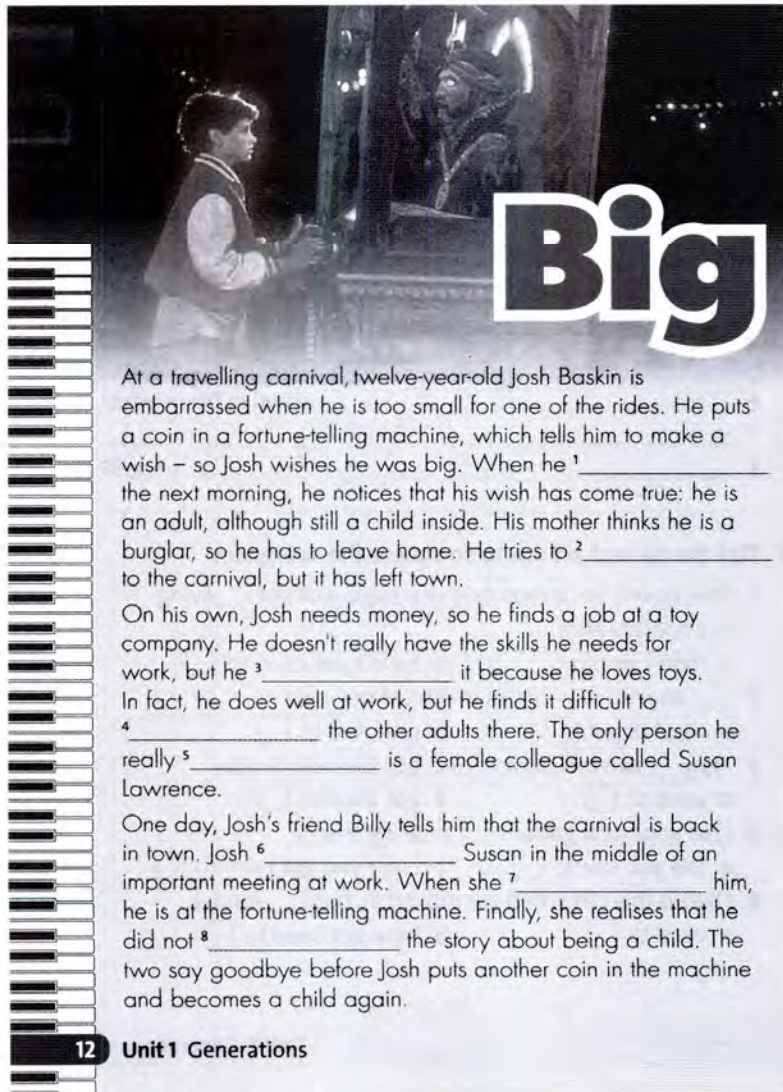 Big
At a travelling carnival, twelve-year-old Josh Baskin is
embarrassed when he is too small for one of the rides. He puts
a coin in a fortune-telling machine, which tells him to make a
wish – so Josh wishes he was big. When he ¹____________
the next morning, he notices that his wish has come true: he is
an adult, although still a child inside. His mother thinks he is a
burglar, so he has to leave home. He tries to ²____________
to the carnival, but it has left town.
On his own, Josh needs money, so he finds a job at a toy
company. He doesn't really have the skills he needs for
work, but he ³____________ it because he loves toys.
In fact, he does well at work, but he finds it difficult to
⁴____________ the other adults there. The only person he
really ⁵____________ is a female colleague called Susan
Lawrence.
One day, Josh's friend Billy tells him that the carnival is back
in town. Josh ⁶____________ Susan in the middle of an
important meeting at work. When she ⁷____________ him,
he is at the fortune-telling machine. Finally, she realises that he
did not ⁸____________ the story about being a child. The
two say goodbye before Josh puts another coin in the machine
and becomes a child again.
12 Unit 1 Generations